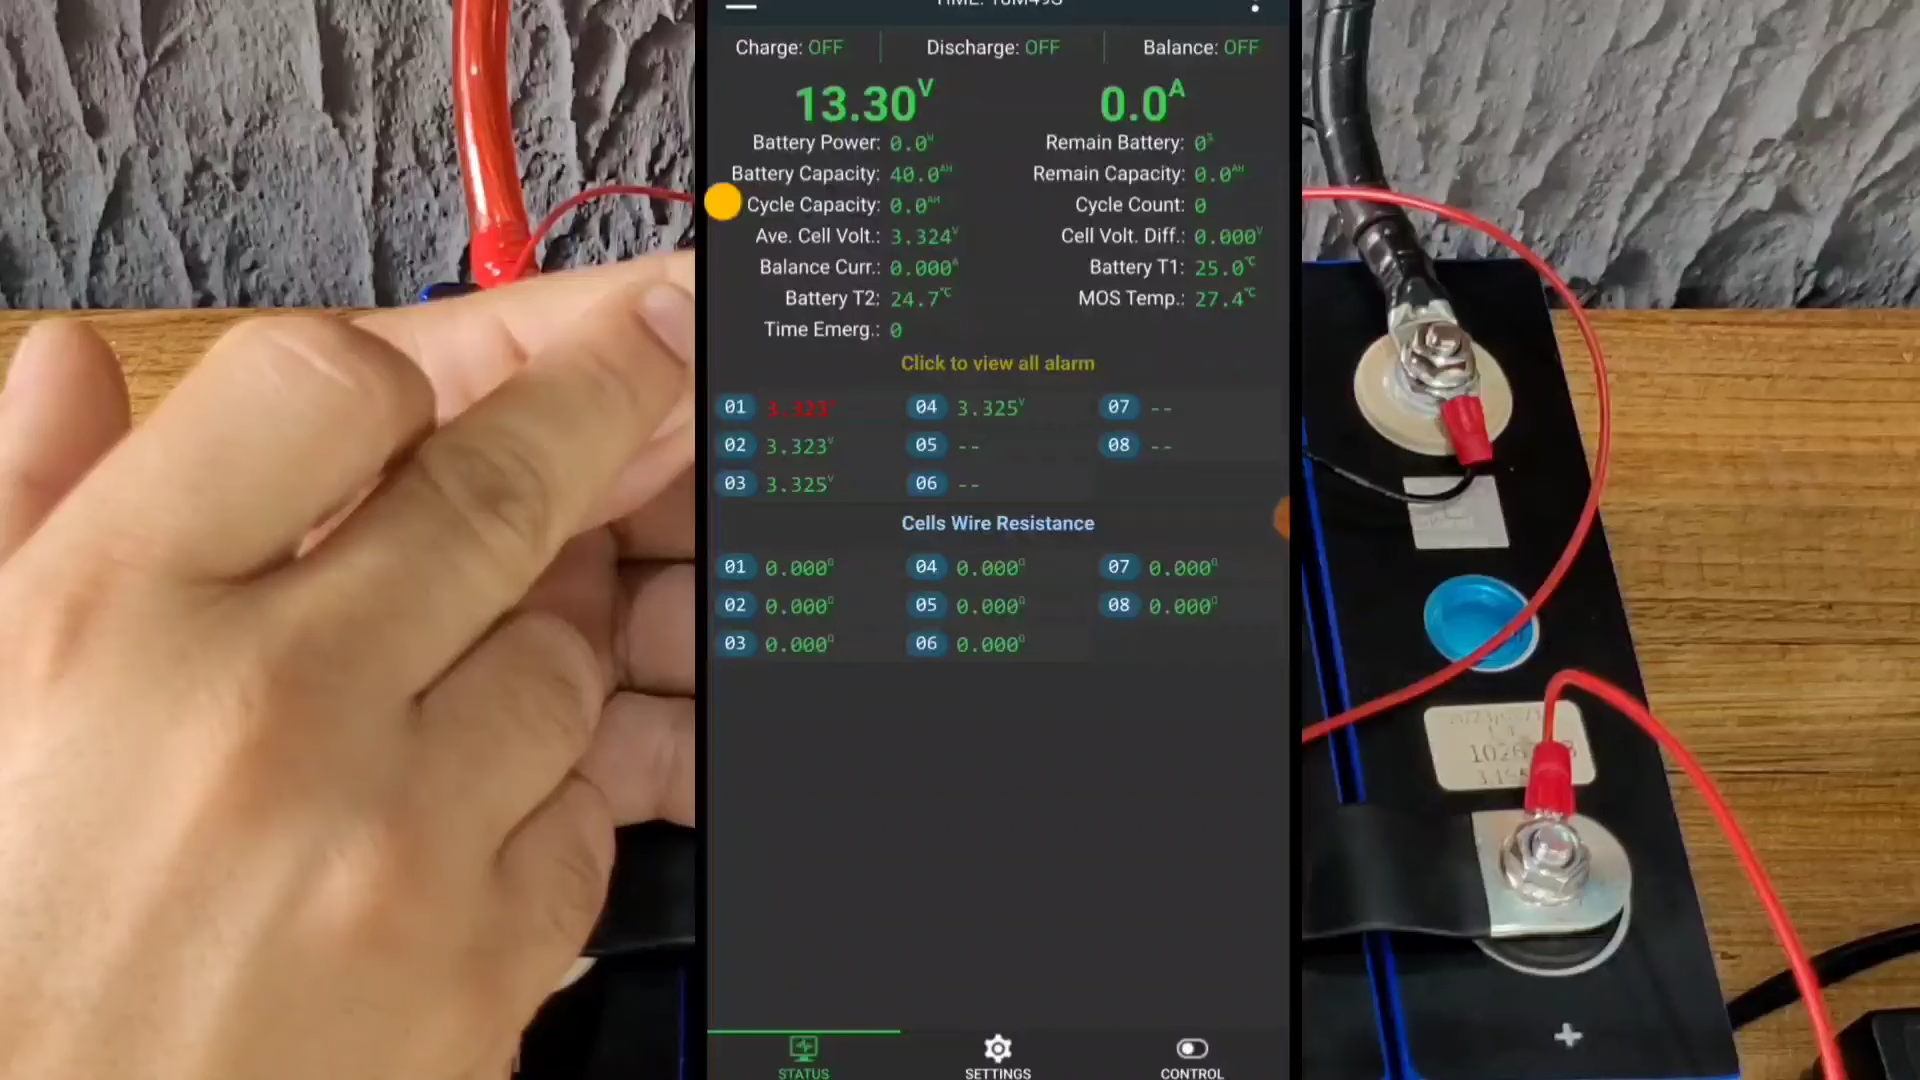 Charge: OFF
Discharge: OFF
Balance: OFF
13.30V
0.0A
Battery Power: 0.0W
Remain Battery: 0%
Battery Capacity: 40.0AH
Remain Capacity: 0.0AH
Cycle Capacity: 0.0AH
Cycle Count: 0
Ave. Cell Volt.: 3.324V
Cell Volt. Diff.: 0.000V
Balance Curr.: 0.000A
Battery T1: 25.0℃
Battery T2: 24.7℃
MOS Temp.: 27.4℃
Time Emerg.: 0
Click to view all alarm
01 3.323V
04 3.325V
07 --
02 3.323V
05 --
08 --
03 3.325V
06 --
Cells Wire Resistance
01 0.000Ω
04 0.000Ω
07 0.000Ω
02 0.000Ω
05 0.000Ω
08 0.000Ω
03 0.000Ω
06 0.000Ω
STATUS
SETTINGS
CONTROL
+